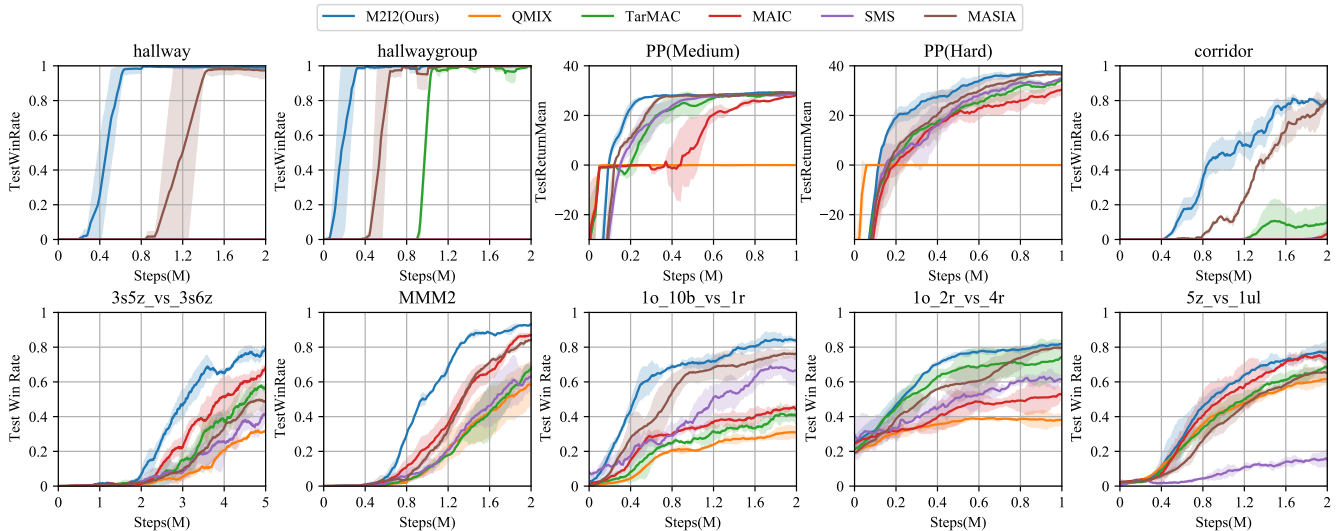 M2I2(Ours) QMIX TarMAC MAIC SMS MASIA
hallway hallwaygroup PP(Medium) PP(Hard) corridor
TestWinRate TestWinRate TestReturnMean TestReturnMean TestWinRate
1 0.8 0.6 0.4 0.2 0
1 0.8 0.6 0.4 0.2 0
40 20 0 −20
40 20 0 −20
1 0.8 0.6 0.4 0.2 0
0 0.4 0.8 1.2 1.6 2
0 0.4 0.8 1.2 1.6 2
0 0.2 0.4 0.6 0.8 1
0 0.2 0.4 0.6 0.8 1
0 0.4 0.8 1.2 1.6 2
Steps(M) Steps(M) Steps (M) Steps (M) Steps(M)
3s5z_vs_3s6z MMM2 1o_10b_vs_1r 1o_2r_vs_4r 5z_vs_1ul
Test Win Rate TestWinRate Test Win Rate Test Win Rate Test Win Rate
1 0.8 0.6 0.4 0.2 0
1 0.8 0.6 0.4 0.2 0
1 0.8 0.6 0.4 0.2 0
1 0.8 0.6 0.4 0.2 0
1 0.8 0.6 0.4 0.2 0
0 1 2 3 4 5
0 0.4 0.8 1.2 1.6 2
0 0.4 0.8 1.2 1.6 2
0 0.2 0.4 0.6 0.8 1
0 0.4 0.8 1.2 1.6 2
Steps(M) Steps(M) Steps(M) Steps(M) Steps(M)